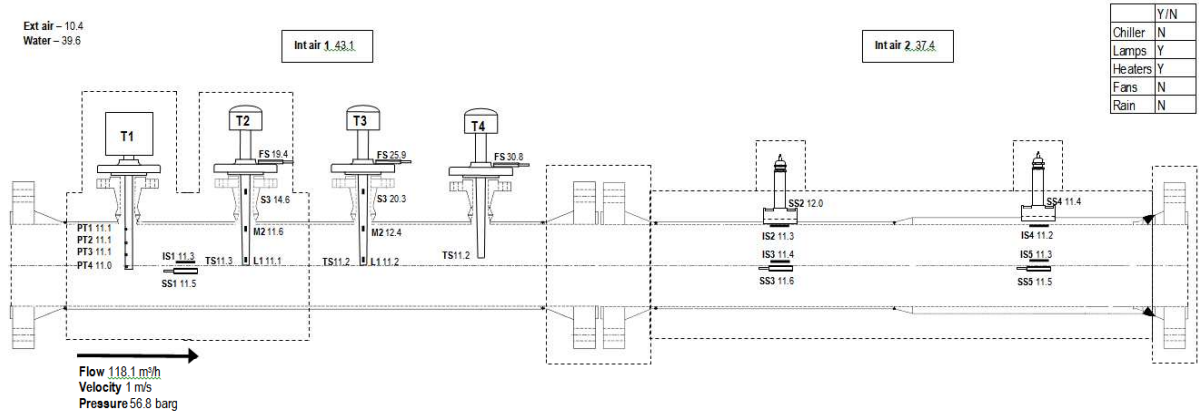 Ext air – 10.4
Water – 39.6
Int air 1 43.1
Int air 2 37.4
Y/N
Chiller N
Lamps Y
Heaters Y
Fans N
Rain N
T1
T2
T3
T4
FS 19.4
FS 25.9
FS 30.8
S3 14.6
S3 20.3
SS2 12.0
SS4 11.4
PT1 11.1
PT2 11.1
PT3 11.1
PT4 11.0
M2 11.6
M2 12.4
IS1 11.3
SS1 11.5
TS11.3
L1 11.1
TS11.2
L1 11.2
TS11.2
IS2 11.3
IS3 11.4
SS3 11.6
IS4 11.2
IS5 11.3
SS5 11.5
Flow 118.1 m³/h
Velocity 1 m/s
Pressure 56.8 barg